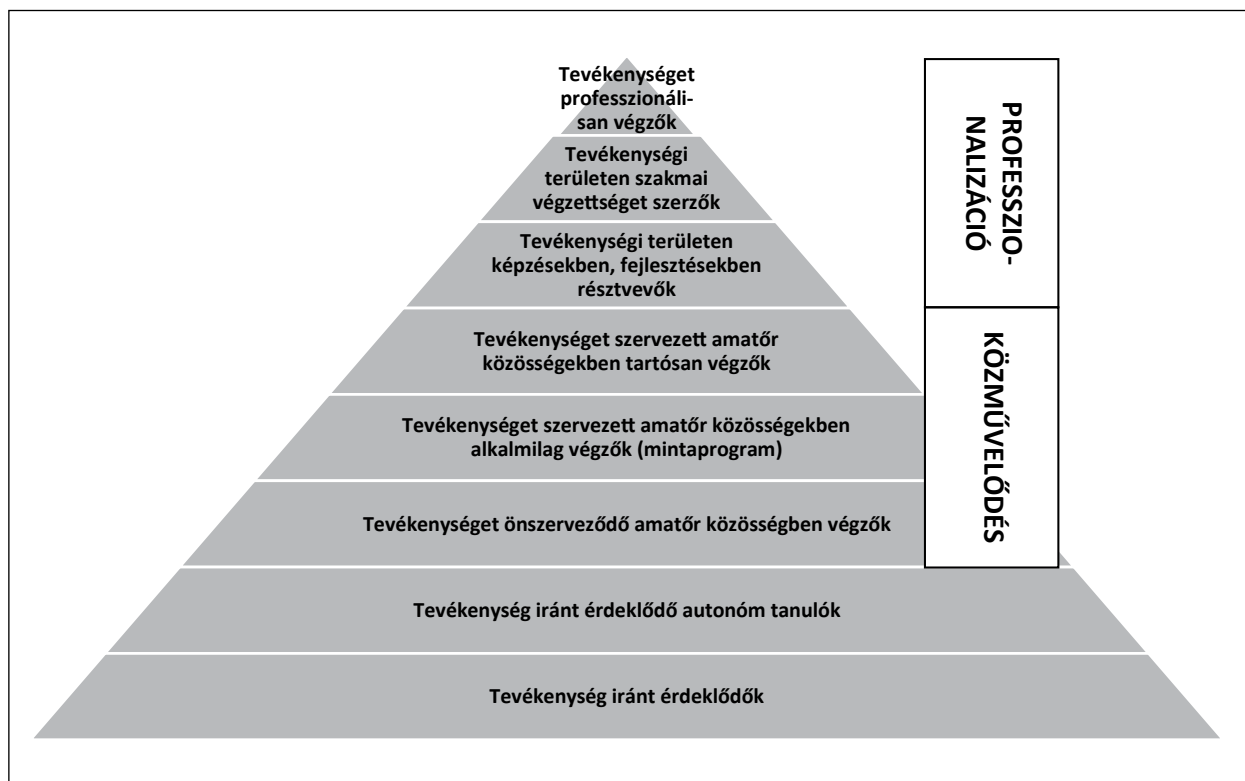 Tevékenységet
professzionáli-
san végzők
Tevékenységi
területen szakmai
végzettséget szerzők
Tevékenységi területen
képzésekben, fejlesztésekben
résztvevők
Tevékenységet szervezett amatőr
közösségekben tartósan végzők
Tevékenységet szervezett amatőr közösségekben
alkalmilag végzők (mintaprogram)
Tevékenységet önszerveződő amatőr közösségben végzők
Tevékenység iránt érdeklődő autonóm tanulók
Tevékenység iránt érdeklődők
PROFESSZIO-
NALIZÁCIÓ
KÖZMŰVELŐDÉS